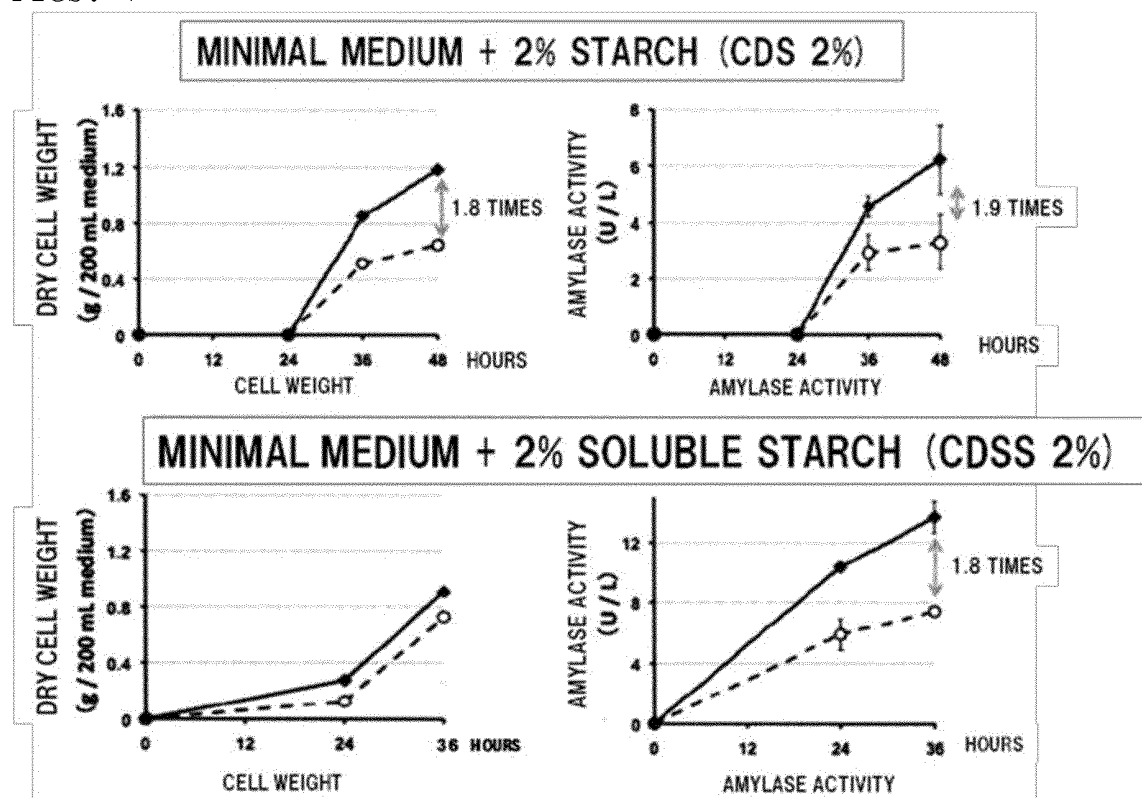 MINIMAL MEDIUM + 2% STARCH (CDS 2%)
DRY CELL WEIGHT
(g / 200 mL medium)
1.6
1.2
0.8
0.4
0
0 12 24 36 48 HOURS
CELL WEIGHT
1.8 TIMES
AMYLASE ACTIVITY
(U / L)
8
6
4
2
0
0 12 24 36 48 HOURS
AMYLASE ACTIVITY
1.9 TIMES
MINIMAL MEDIUM + 2% SOLUBLE STARCH (CDSS 2%)
DRY CELL WEIGHT
(g / 200 mL medium)
1.6
1.2
0.8
0.4
0
0 12 24 36 HOURS
CELL WEIGHT
AMYLASE ACTIVITY
(U / L)
12
8
4
0
0 12 24 36 HOURS
AMYLASE ACTIVITY
1.8 TIMES